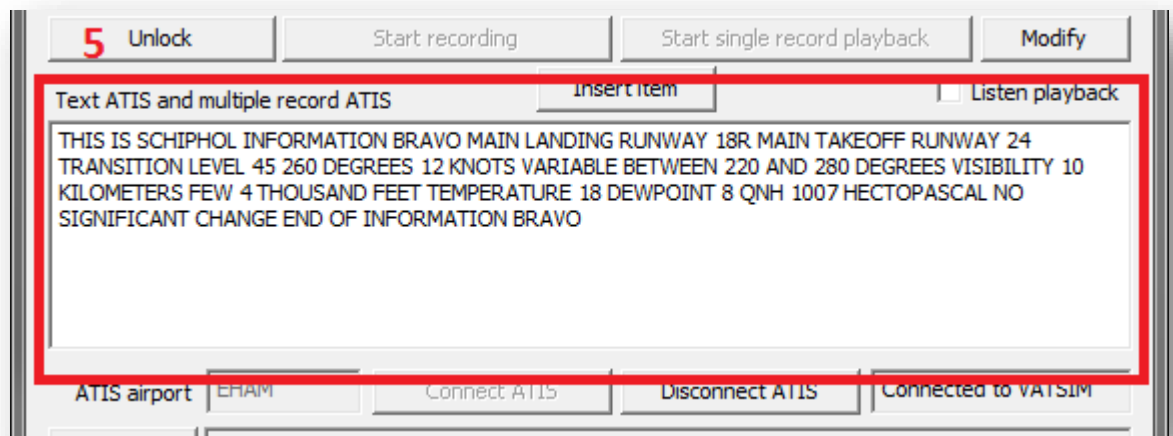 5 Unlock Start recording Start single record playback Modify
Insert item
Text ATIS and multiple record ATIS Listen playback
THIS IS SCHIPHOL INFORMATION BRAVO MAIN LANDING RUNWAY 18R MAIN TAKEOFF RUNWAY 24
TRANSITION LEVEL 45 260 DEGREES 12 KNOTS VARIABLE BETWEEN 220 AND 280 DEGREES VISIBILITY 10
KILOMETERS FEW 4 THOUSAND FEET TEMPERATURE 18 DEWPOINT 8 QNH 1007 HECTOPASCAL NO
SIGNIFICANT CHANGE END OF INFORMATION BRAVO
ATIS airport EHAM Connect ATIS Disconnect ATIS Connected to VATSIM